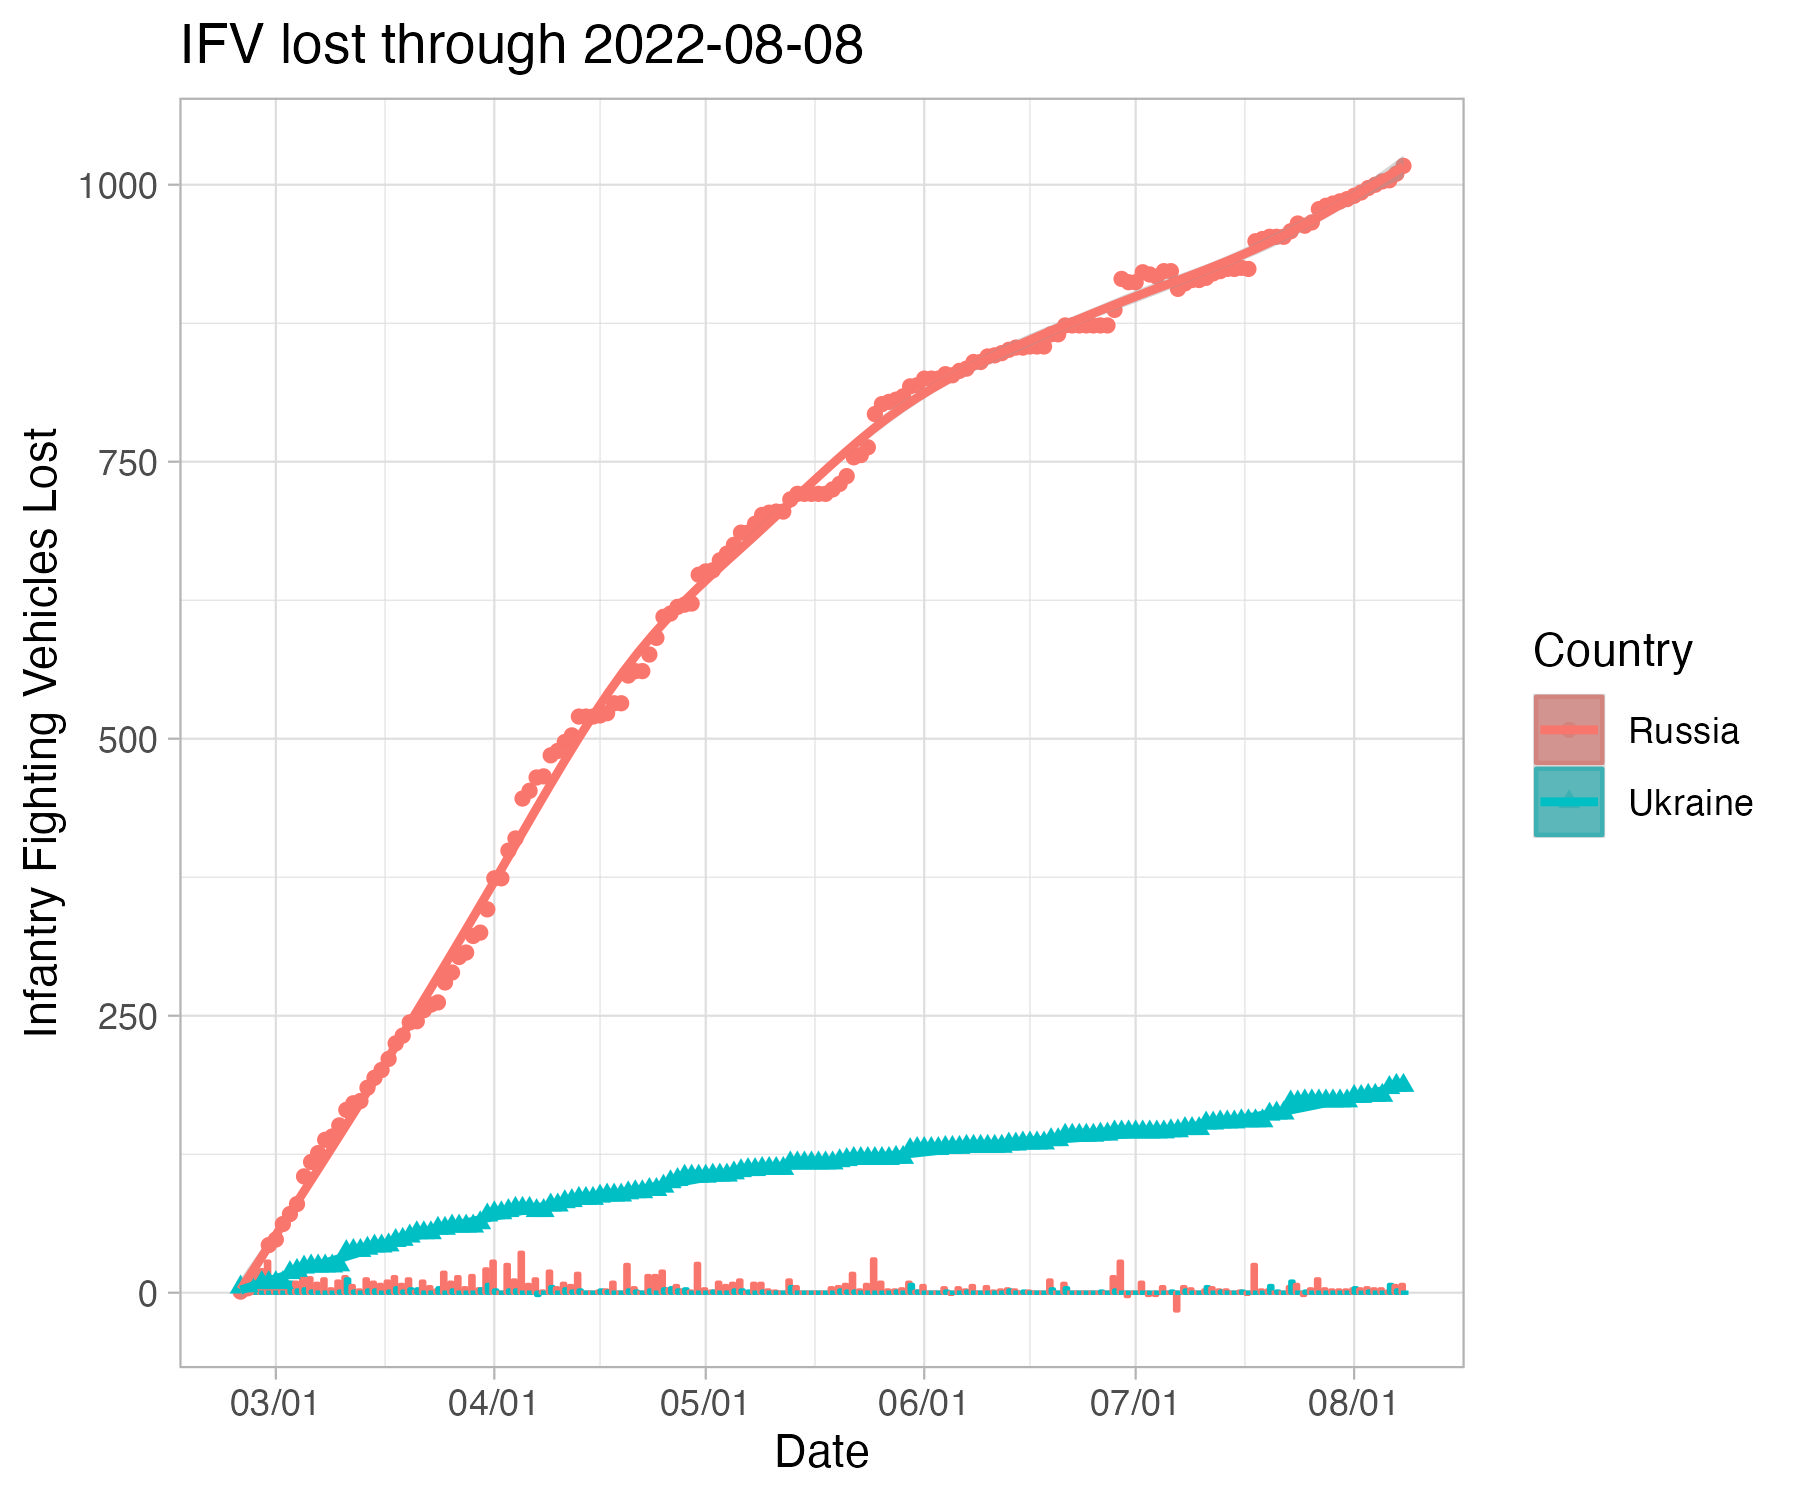 IFV lost through 2022-08-08
Infantry Fighting Vehicles Lost
1000
750
500
250
0
03/01
04/01
05/01
06/01
07/01
08/01
Date
Country
Russia
Ukraine